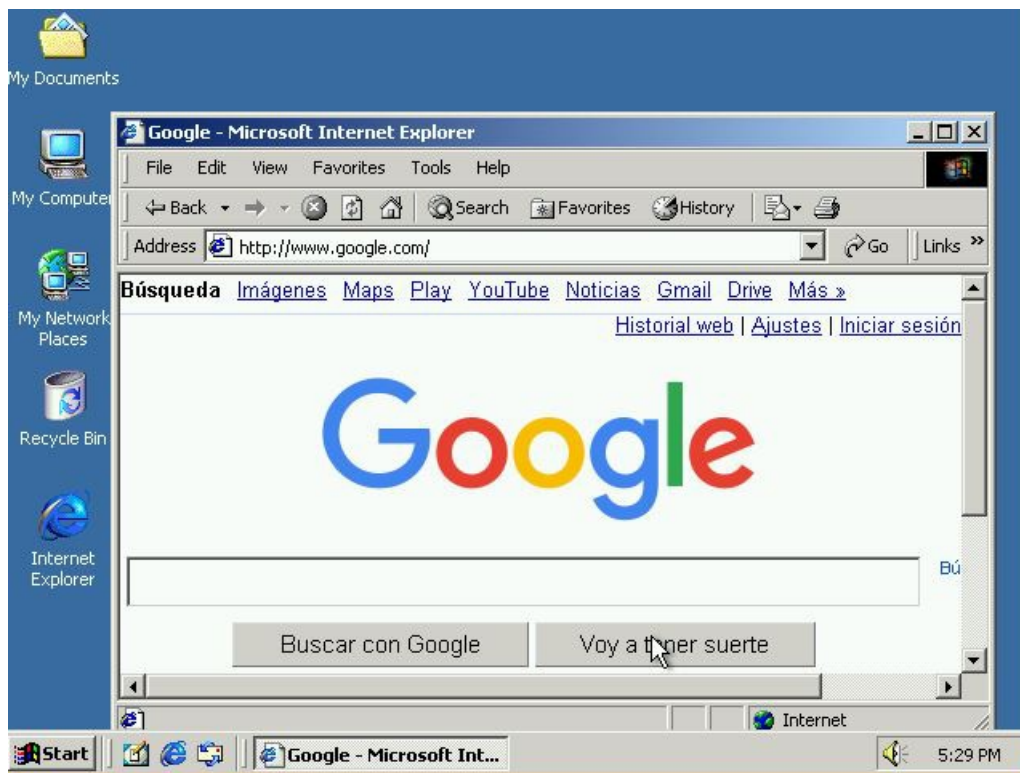 My Documents
My Computer
My Network
Places
Recycle Bin
Internet
Explorer
Google - Microsoft Internet Explorer
File Edit View Favorites Tools Help
Back Search Favorites History
Address http://www.google.com/ Go Links »
Búsqueda Imágenes Maps Play YouTube Noticias Gmail Drive Más »
Historial web | Ajustes | Iniciar sesión
Google
Bú
Buscar con Google Voy a tener suerte
Internet
Start Google - Microsoft Int... 5:29 PM